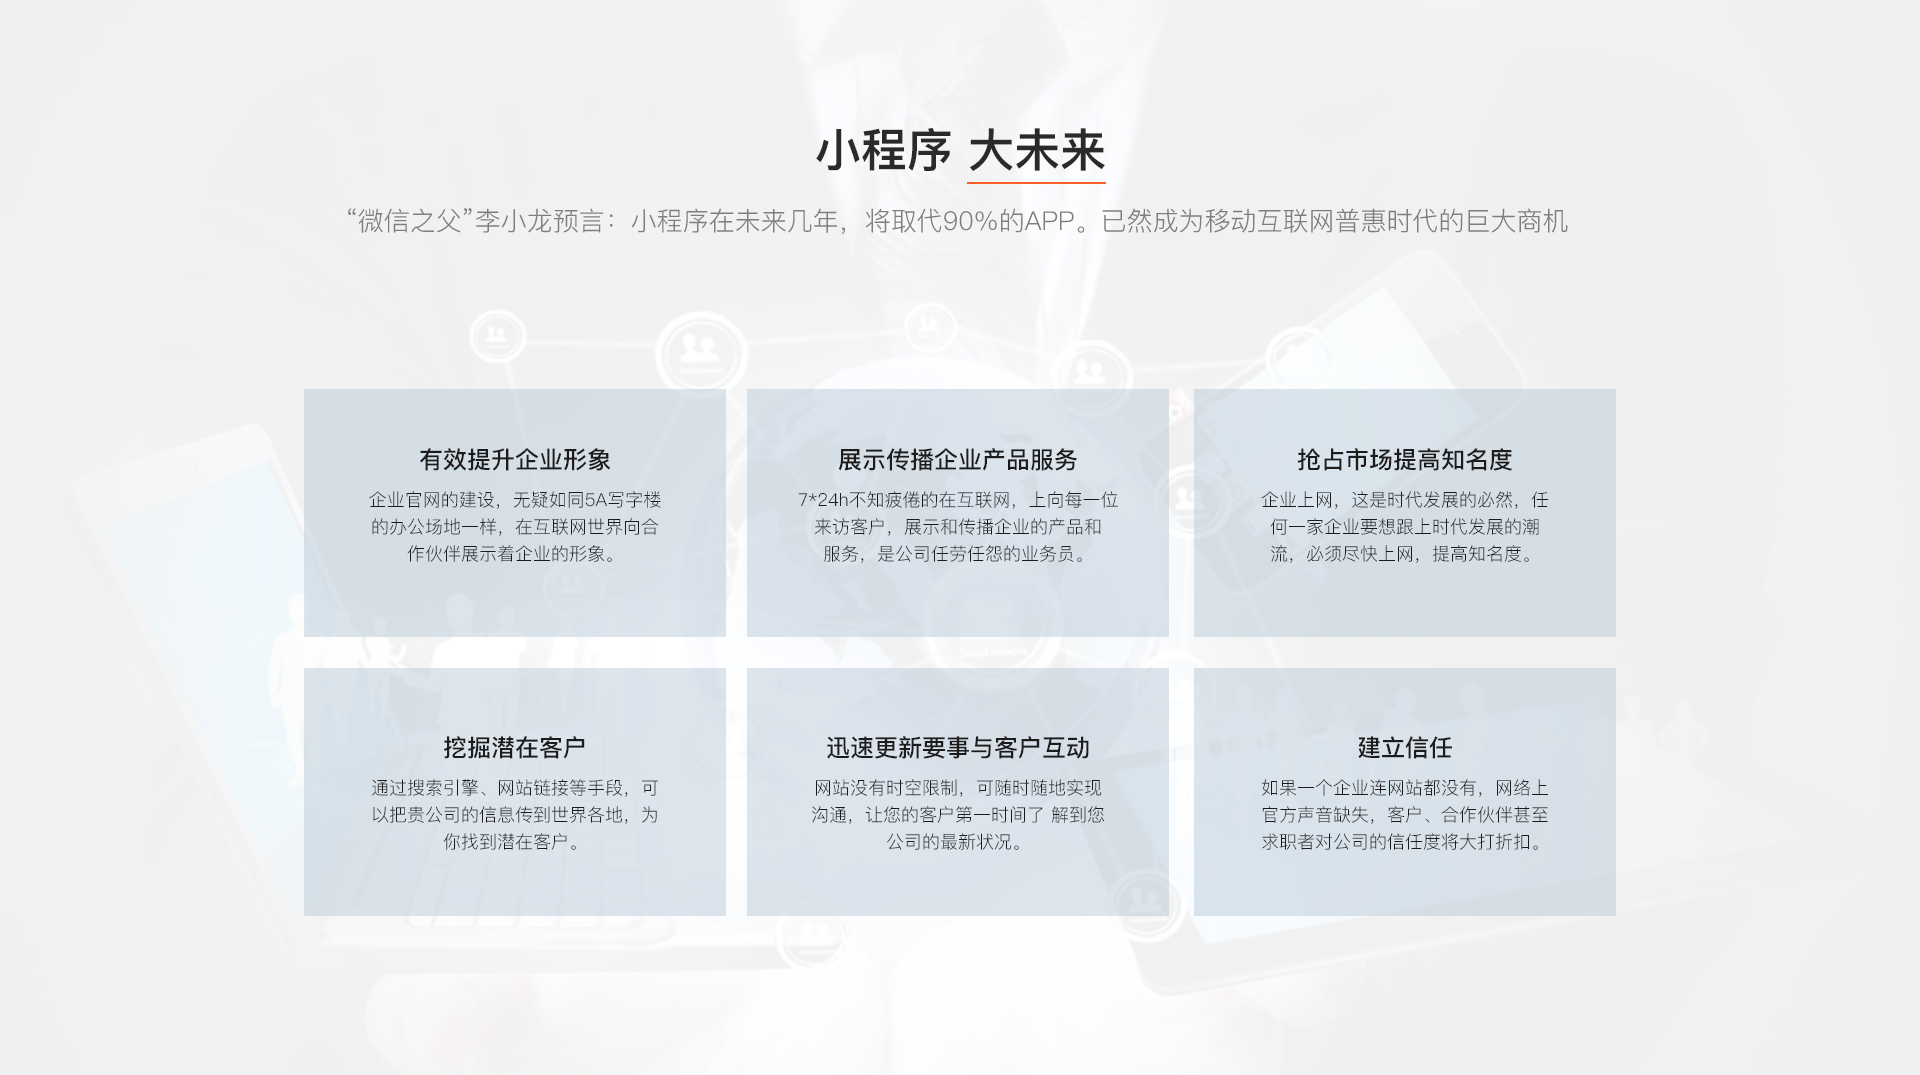 小程序 大未来
“微信之父”李小龙预言：小程序在未来几年，将取代90%的APP。已然成为移动互联网普惠时代的巨大商机
有效提升企业形象
企业官网的建设，无疑如同5A写字楼
的办公场地一样，在互联网世界向合
作伙伴展示着企业的形象。
展示传播企业产品服务
7*24h不知疲倦的在互联网，上向每一位
来访客户，展示和传播企业的产品和
服务，是公司任劳任怨的业务员。
抢占市场提高知名度
企业上网，这是时代发展的必然，任
何一家企业要想跟上时代发展的潮
流，必须尽快上网，提高知名度。
挖掘潜在客户
通过搜索引擎、网站链接等手段，可
以把贵公司的信息传到世界各地，为
你找到潜在客户。
迅速更新要事与客户互动
网站没有时空限制，可随时随地实现
沟通，让您的客户第一时间了 解到您
公司的最新状况。
建立信任
如果一个企业连网站都没有，网络上
官方声音缺失，客户、合作伙伴甚至
求职者对公司的信任度将大打折扣。